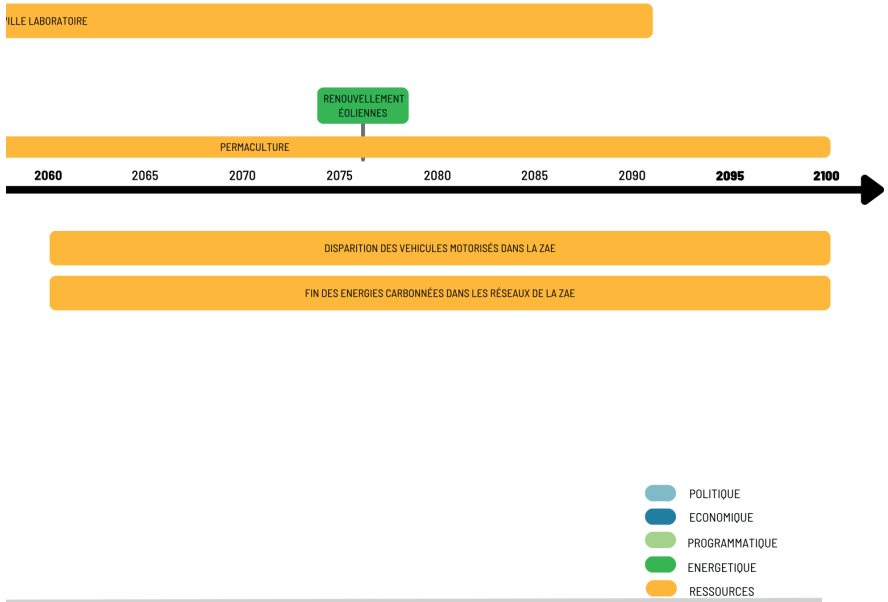 VILLE LABORATOIRE
RENOUVELLEMENT
ÉOLIENNES
PERMACULTURE
2060 2065 2070 2075 2080 2085 2090 2095 2100
DISPARITION DES VEHICULES MOTORISÉS DANS LA ZAE
FIN DES ENERGIES CARBONNÉES DANS LES RÉSEAUX DE LA ZAE
POLITIQUE
ECONOMIQUE
PROGRAMMATIQUE
ENERGETIQUE
RESSOURCES